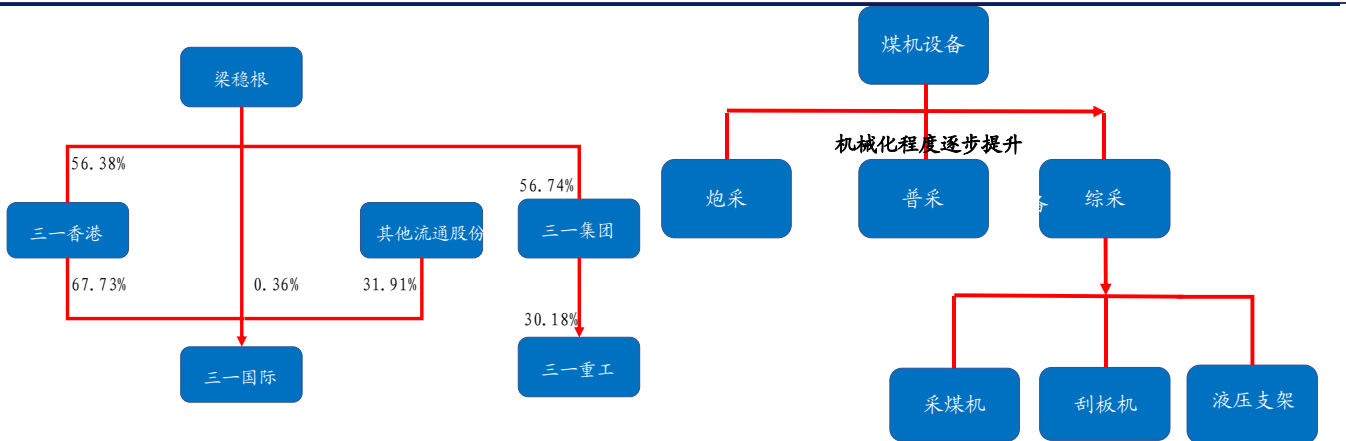 梁稳根
56.38%
56.74%
三一香港
其他流通股份
三一集团
67.73%
0.36%
31.91%
30.18%
三一国际
三一重工
煤机设备
机械化程度逐步提升
炮采
普采
备
综采
采煤机
刮板机
液压支架